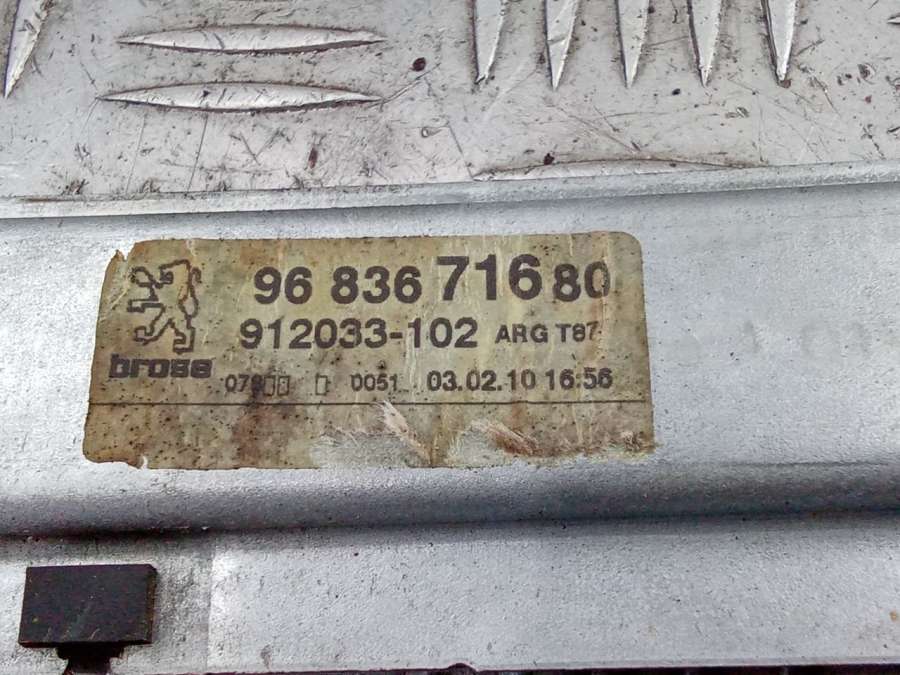 96 836 716 80
912033-102 ARG T87
brose
0051 03.02.10 16:56